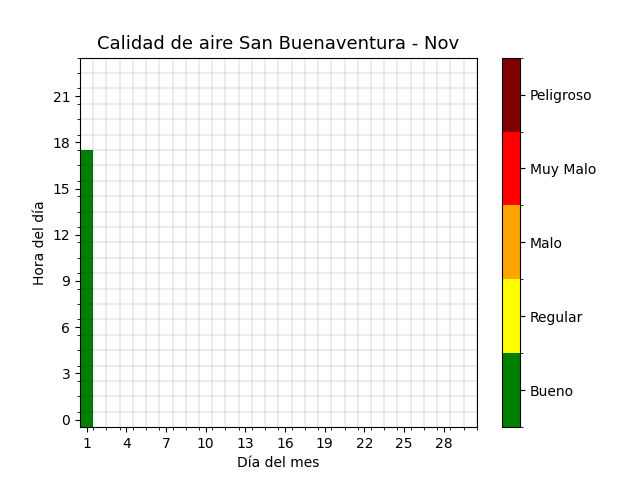 Calidad de aire San Buenaventura - Nov
Hora del día
21
18
15
12
9
6
3
0
1 4 7 10 13 16 19 22 25 28
Día del mes
Peligroso
Muy Malo
Malo
Regular
Bueno